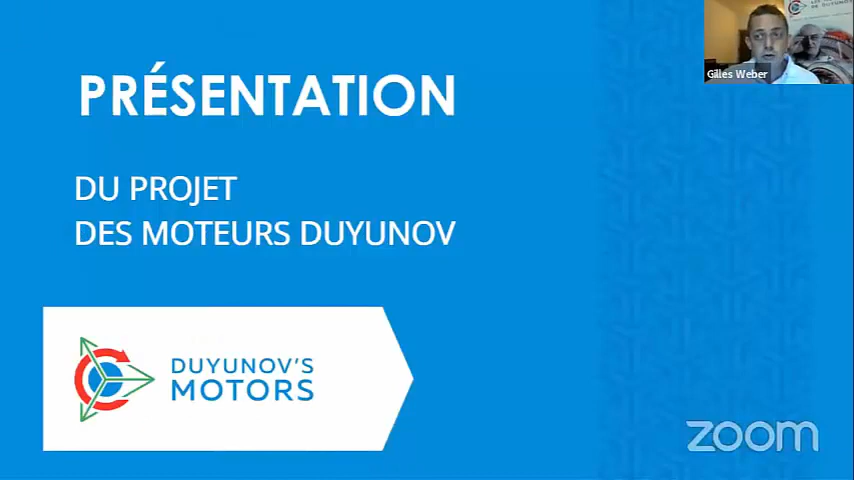 PRÉSENTATION
DU PROJET
DES MOTEURS DUYUNOV
DUYUNOV'S
MOTORS
Gilles Weber
zoom